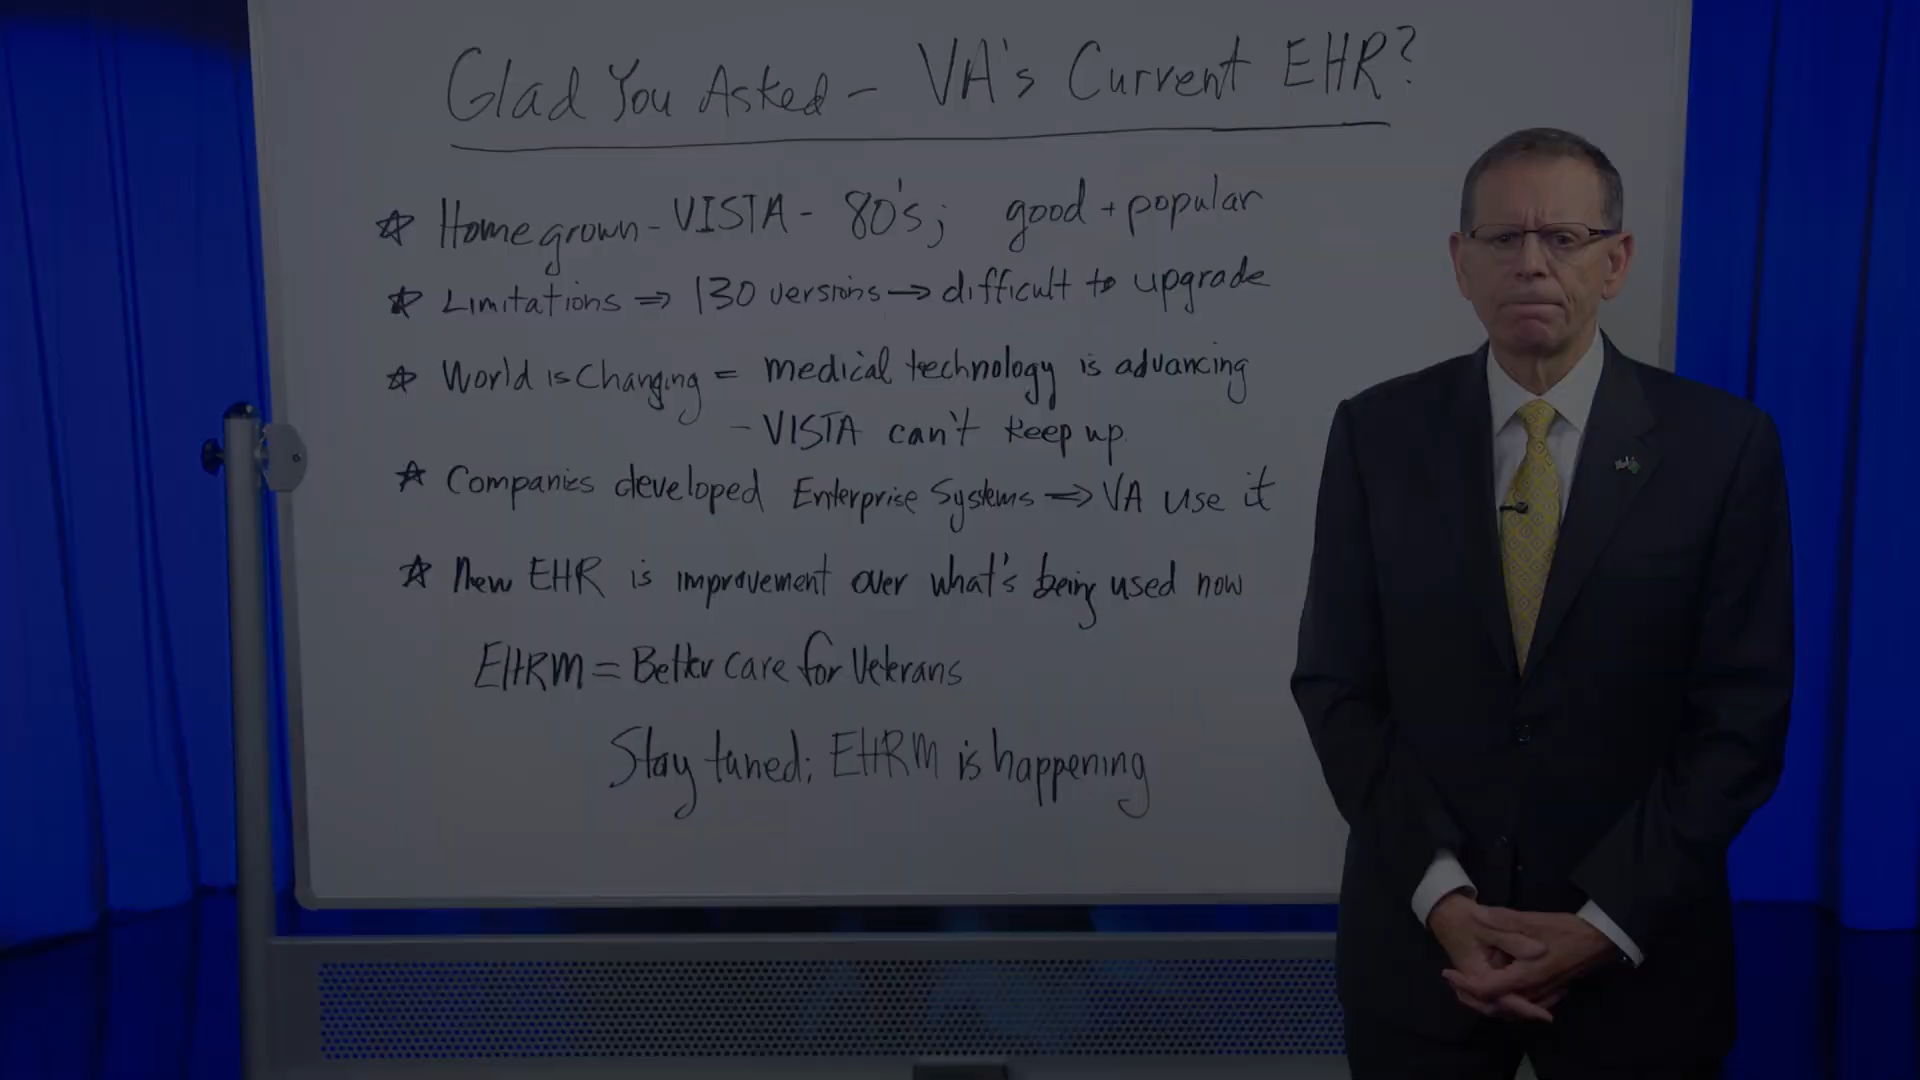 Glad You Asked - VA's Current EHR?
☆ Homegrown - VISTA - 80's; good + popular
☆ Limitations ⇒ 130 versions → difficult to upgrade
☆ World is Changing = medical technology is advancing
- VISTA can't keep up.
☆ Companies developed Enterprise Systems ⇒ VA use it
☆ New EHR is improvement over what's being used now
EHRM = Better care for Veterans
Stay tuned; EHRM is happening